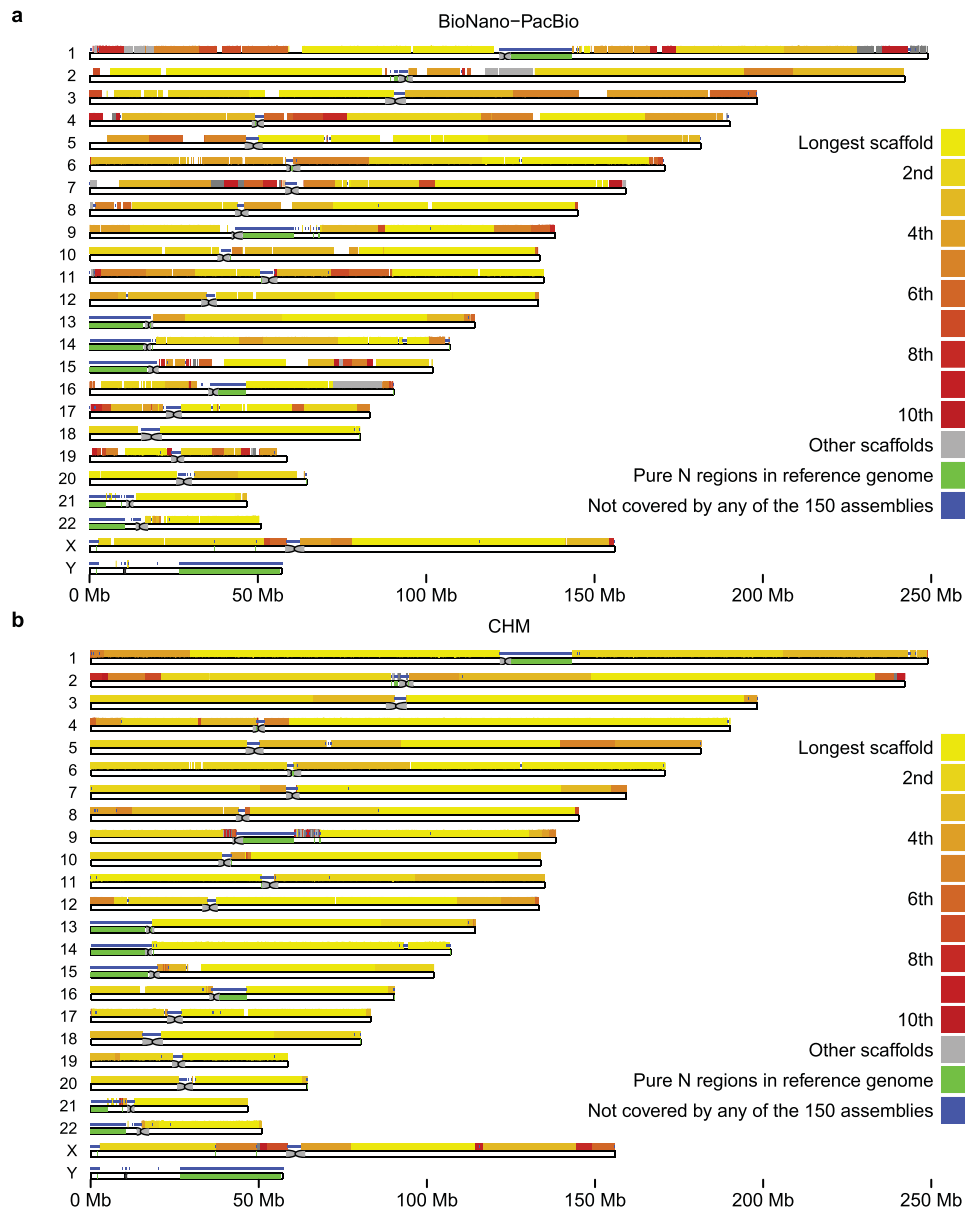 a
BioNano−PacBio
1
2
3
4
5
6
7
8
9
10
11
12
13
14
15
16
17
18
19
20
21
22
X
Y
Longest scaffold
2nd
4th
6th
8th
10th
Other scaffolds
Pure N regions in reference genome
Not covered by any of the 150 assemblies
0 Mb 50 Mb 100 Mb 150 Mb 200 Mb 250 Mb
b
CHM
1
2
3
4
5
6
7
8
9
10
11
12
13
14
15
16
17
18
19
20
21
22
X
Y
Longest scaffold
2nd
4th
6th
8th
10th
Other scaffolds
Pure N regions in reference genome
Not covered by any of the 150 assemblies
0 Mb 50 Mb 100 Mb 150 Mb 200 Mb 250 Mb